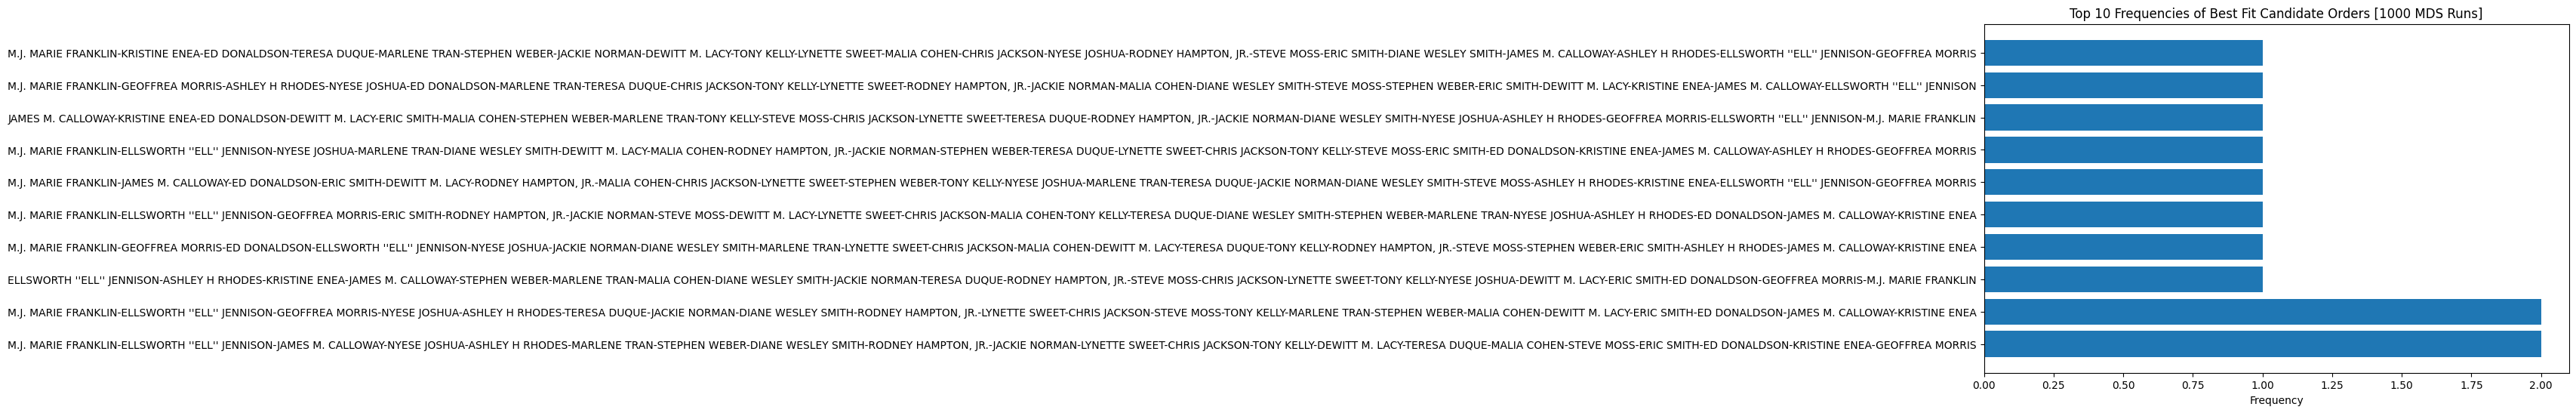 Top 10 Frequencies of Best Fit Candidate Orders [1000 MDS Runs]
M.J. MARIE FRANKLIN-KRISTINE ENEA-ED DONALDSON-TERESA DUQUE-MARLENE TRAN-STEPHEN WEBER-JACKIE NORMAN-DEWITT M. LACY-TONY KELLY-LYNETTE SWEET-MALIA COHEN-CHRIS JACKSON-NYESE JOSHUA-RODNEY HAMPTON, JR.-STEVE MOSS-ERIC SMITH-DIANE WESLEY SMITH-JAMES M. CALLOWAY-ASHLEY H RHODES-ELLSWORTH ''ELL'' JENNISON-GEOFFREA MORRIS
M.J. MARIE FRANKLIN-GEOFFREA MORRIS-ASHLEY H RHODES-NYESE JOSHUA-ED DONALDSON-MARLENE TRAN-TERESA DUQUE-CHRIS JACKSON-TONY KELLY-LYNETTE SWEET-RODNEY HAMPTON, JR.-JACKIE NORMAN-MALIA COHEN-DIANE WESLEY SMITH-STEVE MOSS-STEPHEN WEBER-ERIC SMITH-DEWITT M. LACY-KRISTINE ENEA-JAMES M. CALLOWAY-ELLSWORTH ''ELL'' JENNISON
JAMES M. CALLOWAY-KRISTINE ENEA-ED DONALDSON-DEWITT M. LACY-ERIC SMITH-MALIA COHEN-STEPHEN WEBER-MARLENE TRAN-TONY KELLY-STEVE MOSS-CHRIS JACKSON-LYNETTE SWEET-TERESA DUQUE-RODNEY HAMPTON, JR.-JACKIE NORMAN-DIANE WESLEY SMITH-NYESE JOSHUA-ASHLEY H RHODES-GEOFFREA MORRIS-ELLSWORTH ''ELL'' JENNISON-M.J. MARIE FRANKLIN
M.J. MARIE FRANKLIN-ELLSWORTH ''ELL'' JENNISON-NYESE JOSHUA-MARLENE TRAN-DIANE WESLEY SMITH-DEWITT M. LACY-MALIA COHEN-RODNEY HAMPTON, JR.-JACKIE NORMAN-STEPHEN WEBER-TERESA DUQUE-LYNETTE SWEET-CHRIS JACKSON-TONY KELLY-STEVE MOSS-ERIC SMITH-ED DONALDSON-KRISTINE ENEA-JAMES M. CALLOWAY-ASHLEY H RHODES-GEOFFREA MORRIS
M.J. MARIE FRANKLIN-JAMES M. CALLOWAY-ED DONALDSON-ERIC SMITH-DEWITT M. LACY-RODNEY HAMPTON, JR.-MALIA COHEN-CHRIS JACKSON-LYNETTE SWEET-STEPHEN WEBER-TONY KELLY-NYESE JOSHUA-MARLENE TRAN-TERESA DUQUE-JACKIE NORMAN-DIANE WESLEY SMITH-STEVE MOSS-ASHLEY H RHODES-KRISTINE ENEA-ELLSWORTH ''ELL'' JENNISON-GEOFFREA MORRIS
M.J. MARIE FRANKLIN-ELLSWORTH ''ELL'' JENNISON-GEOFFREA MORRIS-ERIC SMITH-RODNEY HAMPTON, JR.-JACKIE NORMAN-STEVE MOSS-DEWITT M. LACY-LYNETTE SWEET-CHRIS JACKSON-MALIA COHEN-TONY KELLY-TERESA DUQUE-DIANE WESLEY SMITH-STEPHEN WEBER-MARLENE TRAN-NYESE JOSHUA-ASHLEY H RHODES-ED DONALDSON-JAMES M. CALLOWAY-KRISTINE ENEA
M.J. MARIE FRANKLIN-GEOFFREA MORRIS-ED DONALDSON-ELLSWORTH ''ELL'' JENNISON-NYESE JOSHUA-JACKIE NORMAN-DIANE WESLEY SMITH-MARLENE TRAN-LYNETTE SWEET-CHRIS JACKSON-MALIA COHEN-DEWITT M. LACY-TERESA DUQUE-TONY KELLY-RODNEY HAMPTON, JR.-STEVE MOSS-STEPHEN WEBER-ERIC SMITH-ASHLEY H RHODES-JAMES M. CALLOWAY-KRISTINE ENEA
ELLSWORTH ''ELL'' JENNISON-ASHLEY H RHODES-KRISTINE ENEA-JAMES M. CALLOWAY-STEPHEN WEBER-MARLENE TRAN-MALIA COHEN-DIANE WESLEY SMITH-JACKIE NORMAN-TERESA DUQUE-RODNEY HAMPTON, JR.-STEVE MOSS-CHRIS JACKSON-LYNETTE SWEET-TONY KELLY-NYESE JOSHUA-DEWITT M. LACY-ERIC SMITH-ED DONALDSON-GEOFFREA MORRIS-M.J. MARIE FRANKLIN
M.J. MARIE FRANKLIN-ELLSWORTH ''ELL'' JENNISON-GEOFFREA MORRIS-NYESE JOSHUA-ASHLEY H RHODES-TERESA DUQUE-JACKIE NORMAN-DIANE WESLEY SMITH-RODNEY HAMPTON, JR.-LYNETTE SWEET-CHRIS JACKSON-STEVE MOSS-TONY KELLY-MARLENE TRAN-STEPHEN WEBER-MALIA COHEN-DEWITT M. LACY-ERIC SMITH-ED DONALDSON-JAMES M. CALLOWAY-KRISTINE ENEA
M.J. MARIE FRANKLIN-ELLSWORTH ''ELL'' JENNISON-JAMES M. CALLOWAY-NYESE JOSHUA-ASHLEY H RHODES-MARLENE TRAN-STEPHEN WEBER-DIANE WESLEY SMITH-RODNEY HAMPTON, JR.-JACKIE NORMAN-LYNETTE SWEET-CHRIS JACKSON-TONY KELLY-DEWITT M. LACY-TERESA DUQUE-MALIA COHEN-STEVE MOSS-ERIC SMITH-ED DONALDSON-KRISTINE ENEA-GEOFFREA MORRIS
0.00 0.25 0.50 0.75 1.00 1.25 1.50 1.75 2.00
Frequency